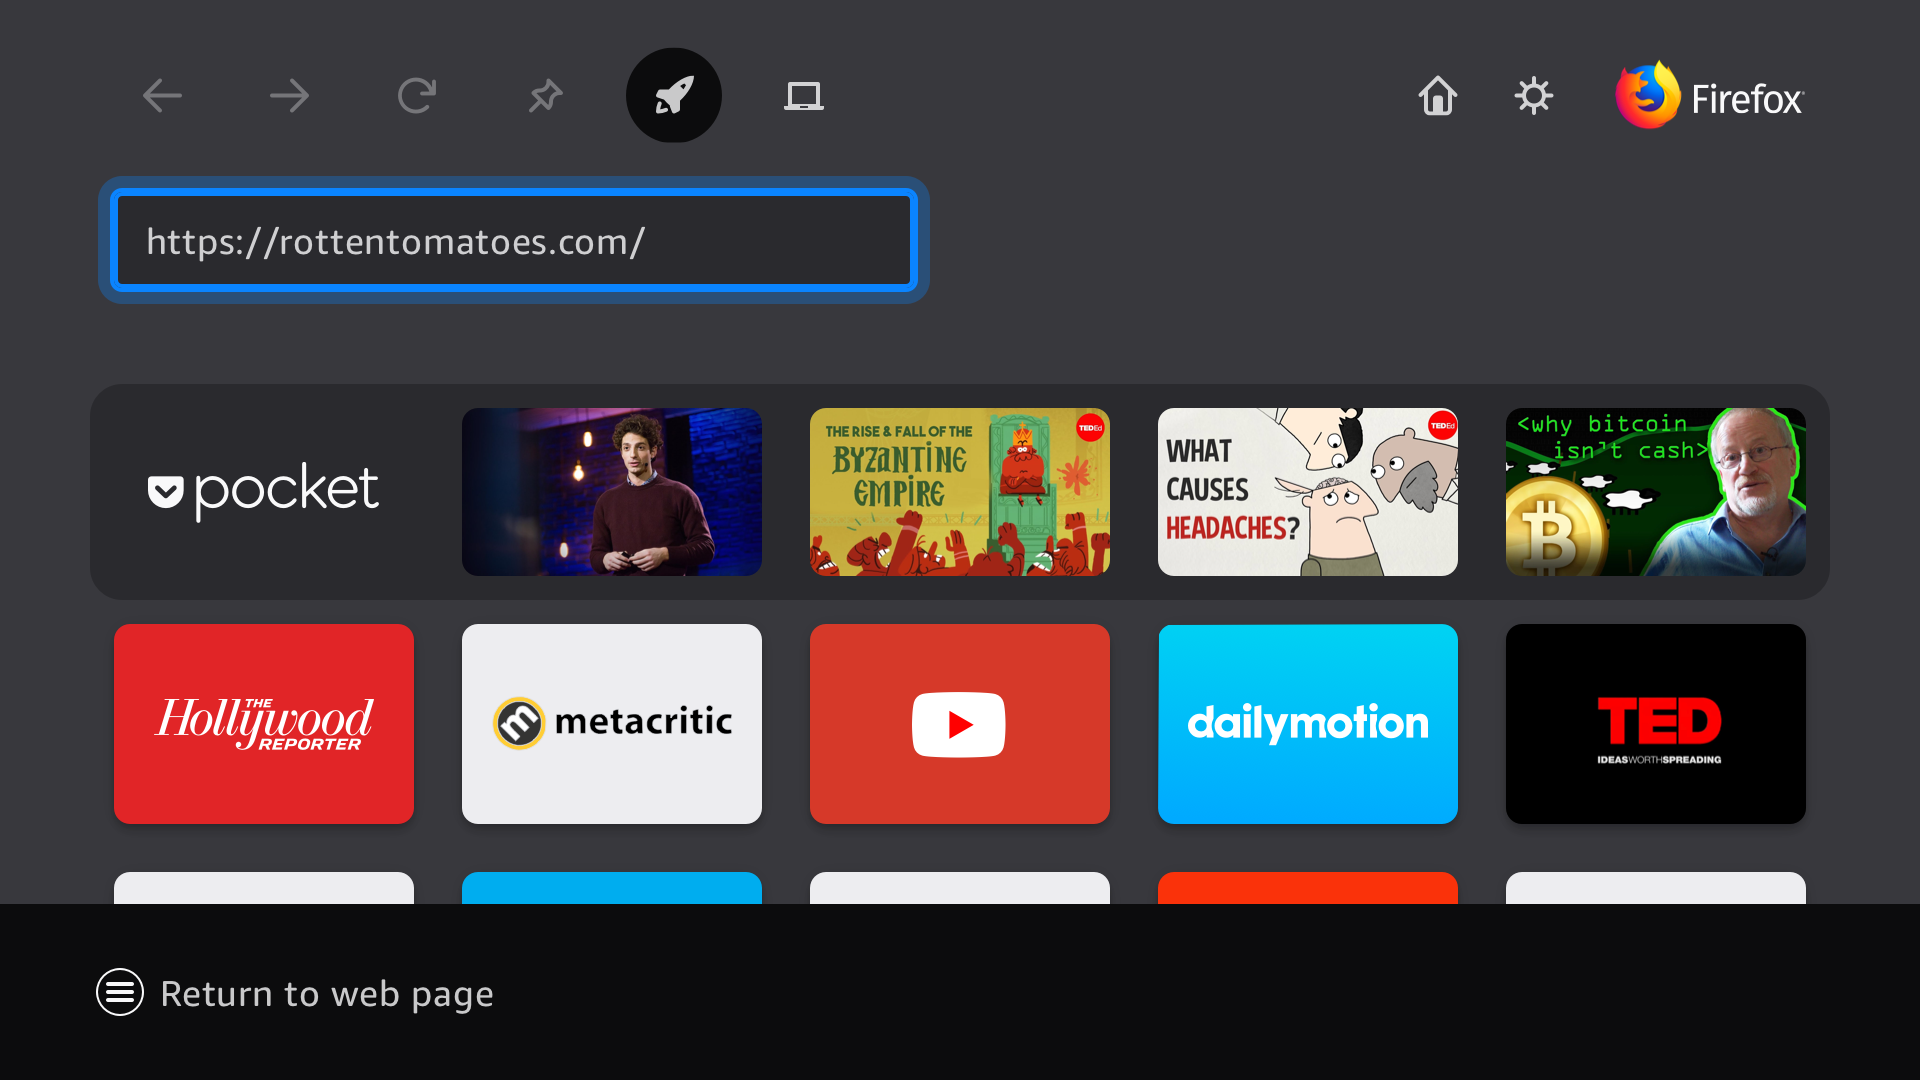 Firefox
https://rottentomatoes.com/
pocket
THE RISE & FALL OF THE
BYZANTINE
EMPIRE
TEDEd
WHAT
CAUSES
HEADACHES?
TEDEd
<why bitcoin
isn't cash>
THE
Hollywood
REPORTER
m metacritic
dailymotion
TED
IDEAS WORTH SPREADING
Return to web page